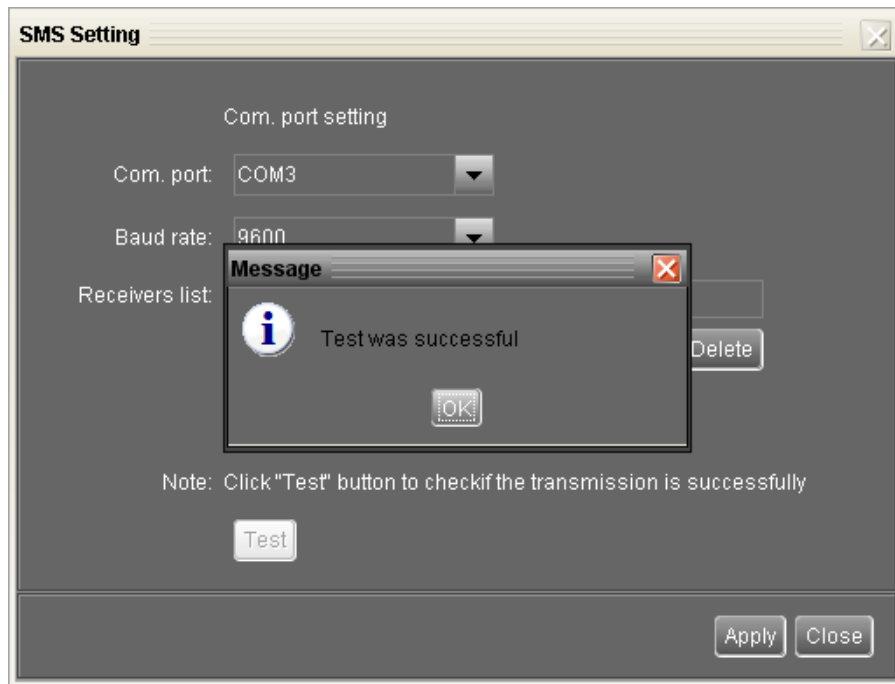 SMS Setting
Com. port setting
Com. port: COM3
Baud rate: 9600
Message
Receivers list:
Test was successful
Delete
OK
Note: Click "Test" button to checkif the transmission is successfully
Test
Apply Close